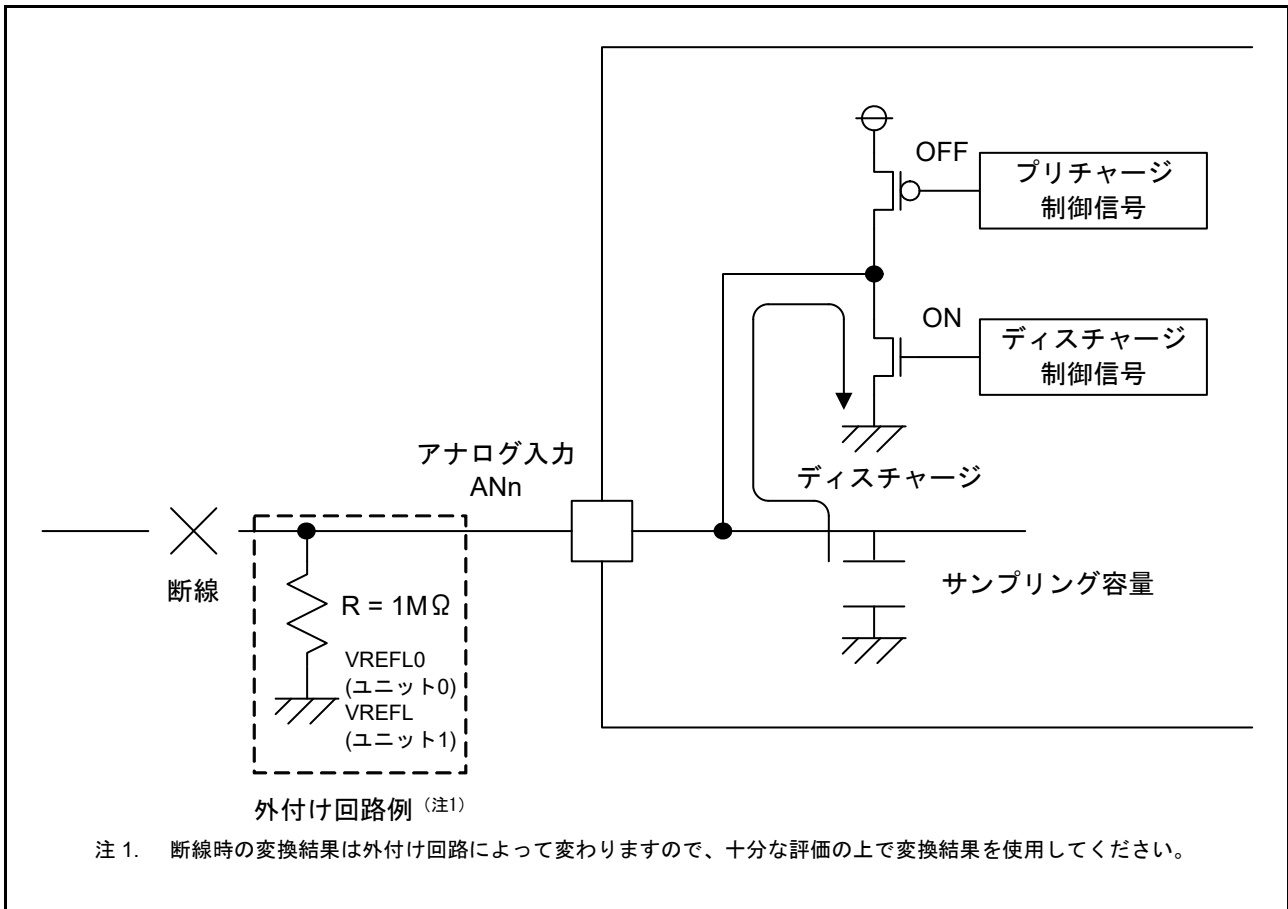 OFF
プリチャージ
制御信号
ON
ディスチャージ
制御信号
アナログ入力
ANn
ディスチャージ
断線
R = 1MΩ
サンプリング容量
VREFL0
(ユニット0)
VREFL
(ユニット1)
外付け回路例（注1）
注 1. 断線時の変換結果は外付け回路によって変わりますので、十分な評価の上で変換結果を使用してください。